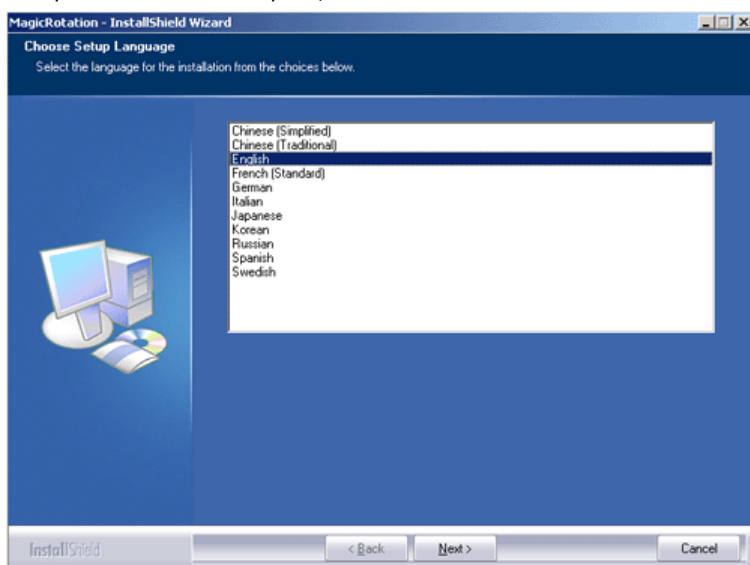 MagicRotation - InstallShield Wizard
Choose Setup Language
Select the language for the installation from the choices below.
Chinese (Simplified)
Chinese (Traditional)
English
French (Standard)
German
Italian
Japanese
Korean
Russian
Spanish
Swedish
InstallShield
< Back
Next >
Cancel